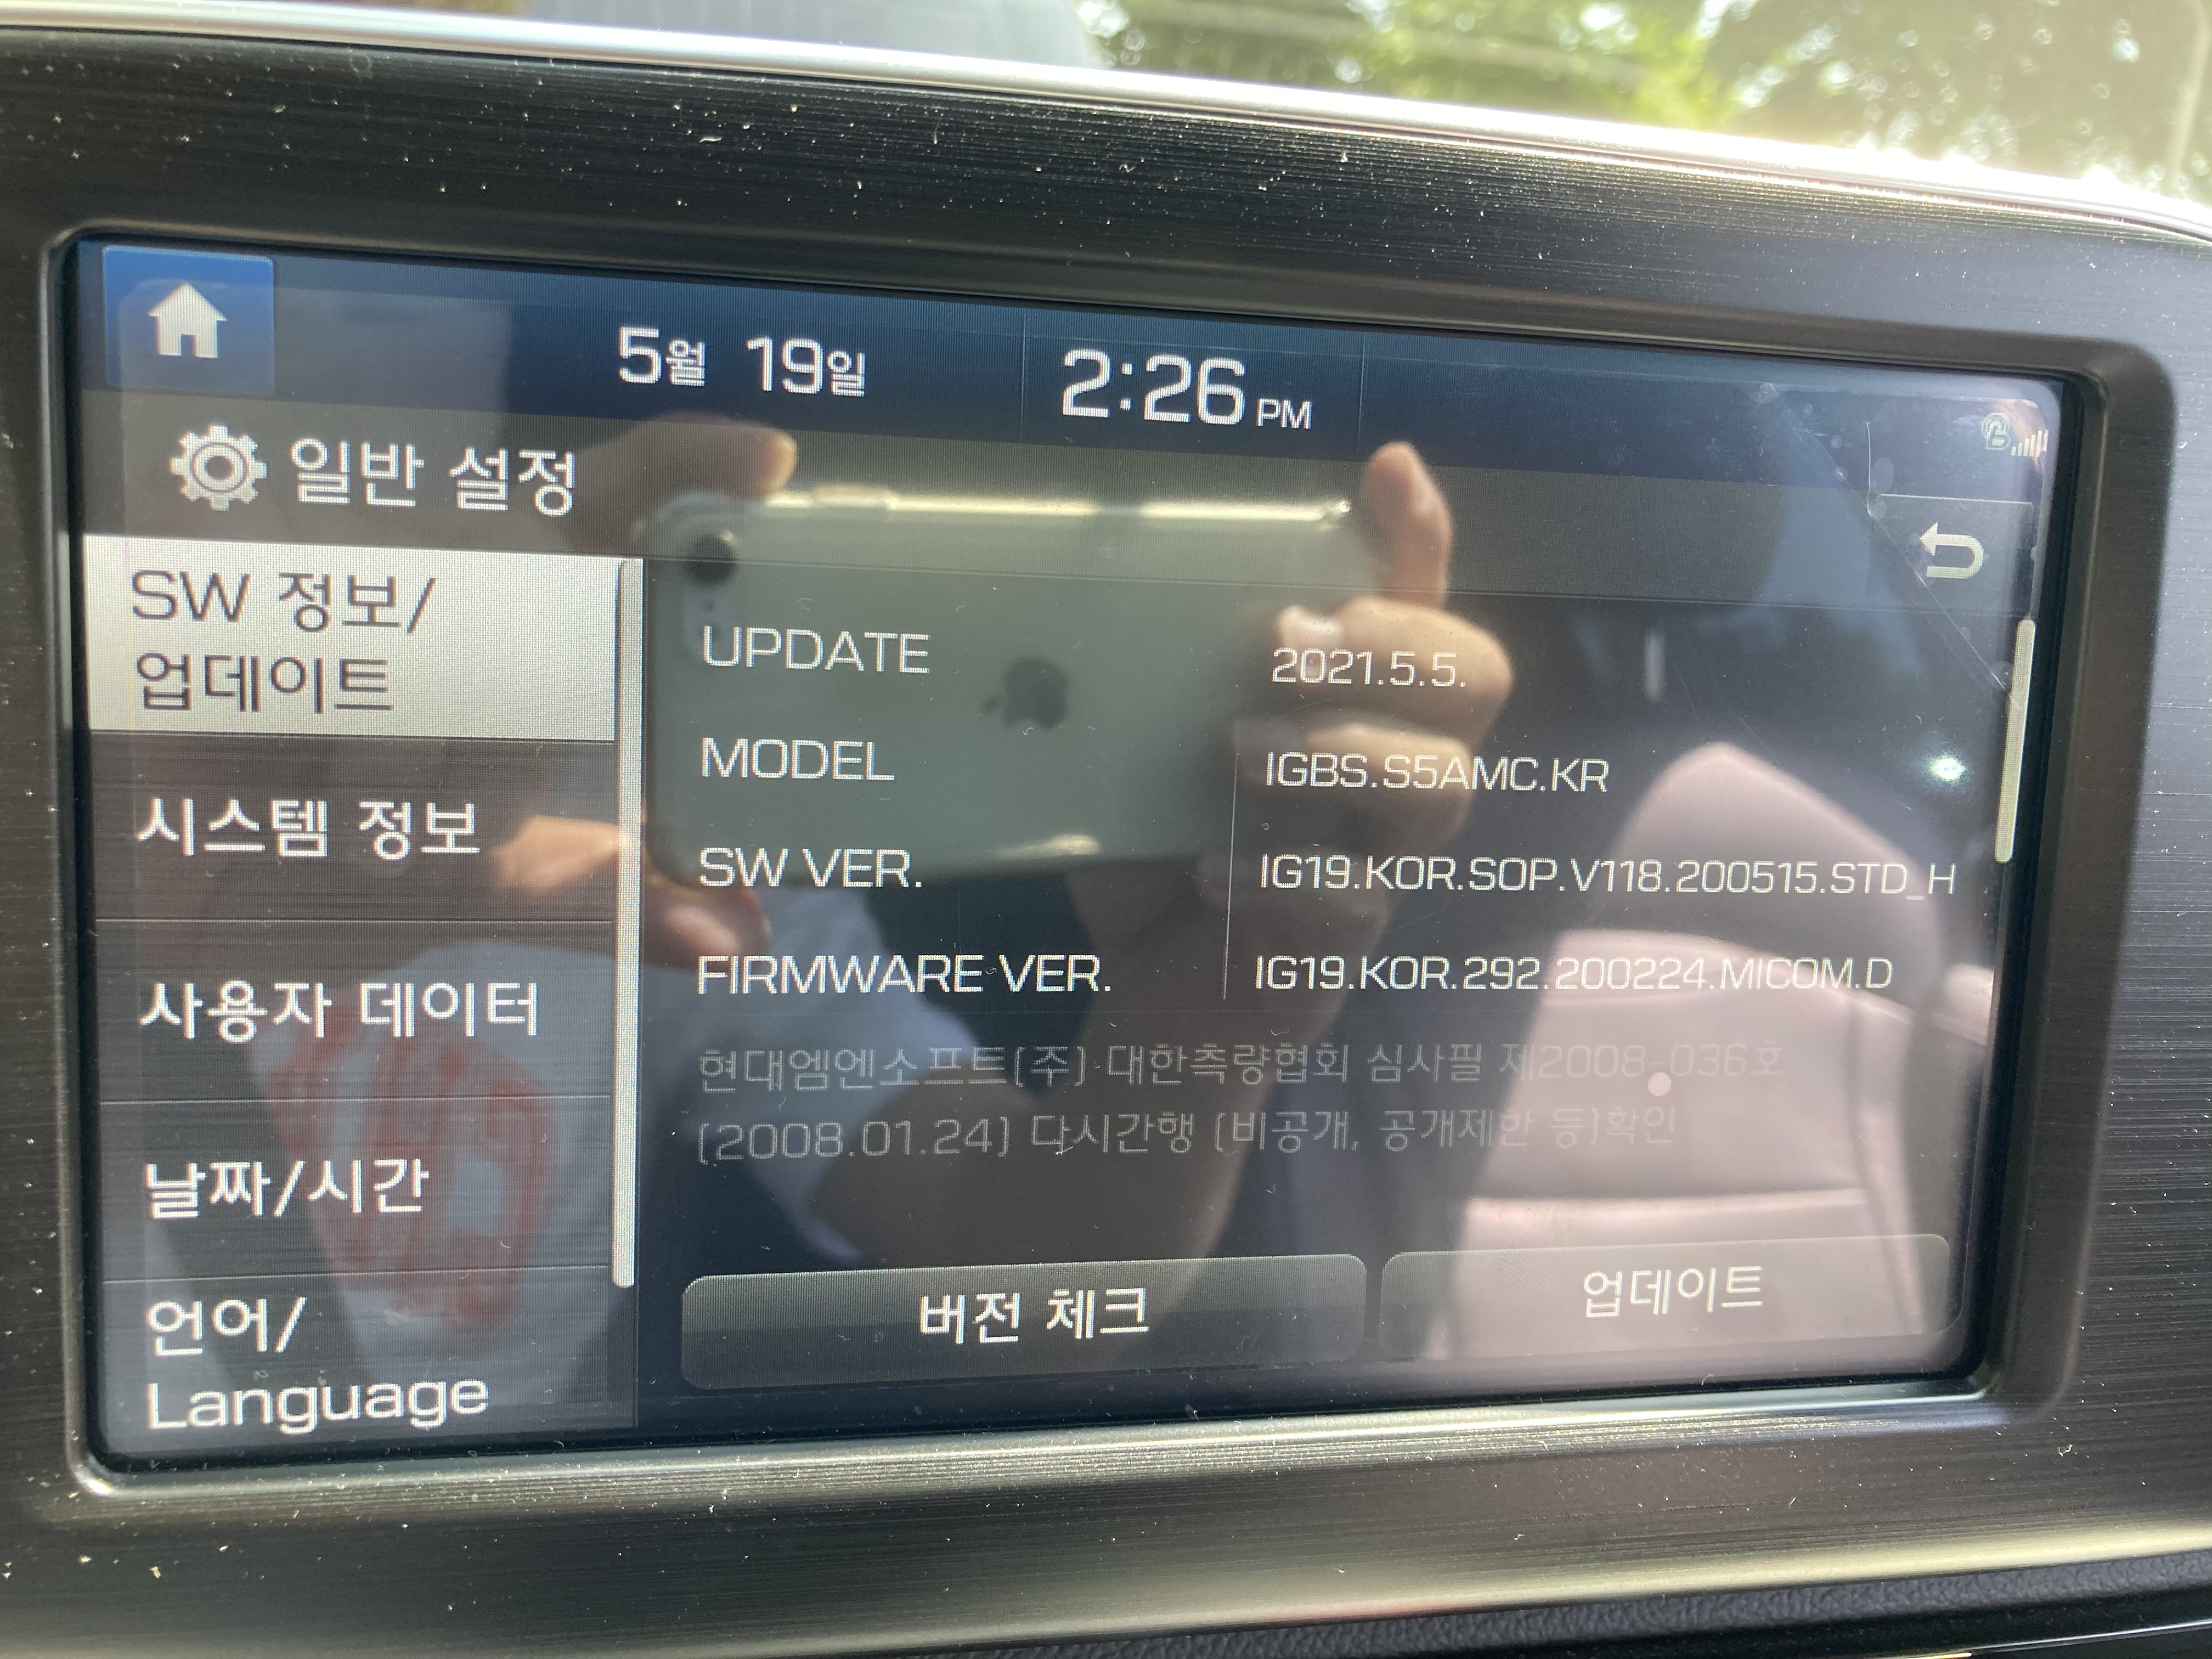 5월 19일 2:26 PM
일반 설정
SW 정보/
업데이트
시스템 정보
사용자 데이터
날짜/시간
언어/
Language
UPDATE 2021.5.5.
MODEL IGBS.S5AMC.KR
SW VER. IG19.KOR.SOP.V118.200515.STD_H
FIRMWARE VER. IG19.KOR.292.200224.MICOM.D
현대엠엔소프트(주) 대한측량협회 심사필 제2008-036호
(2008.01.24) 다시간행 (비공개, 공개제한 등)확인
버전 체크
업데이트